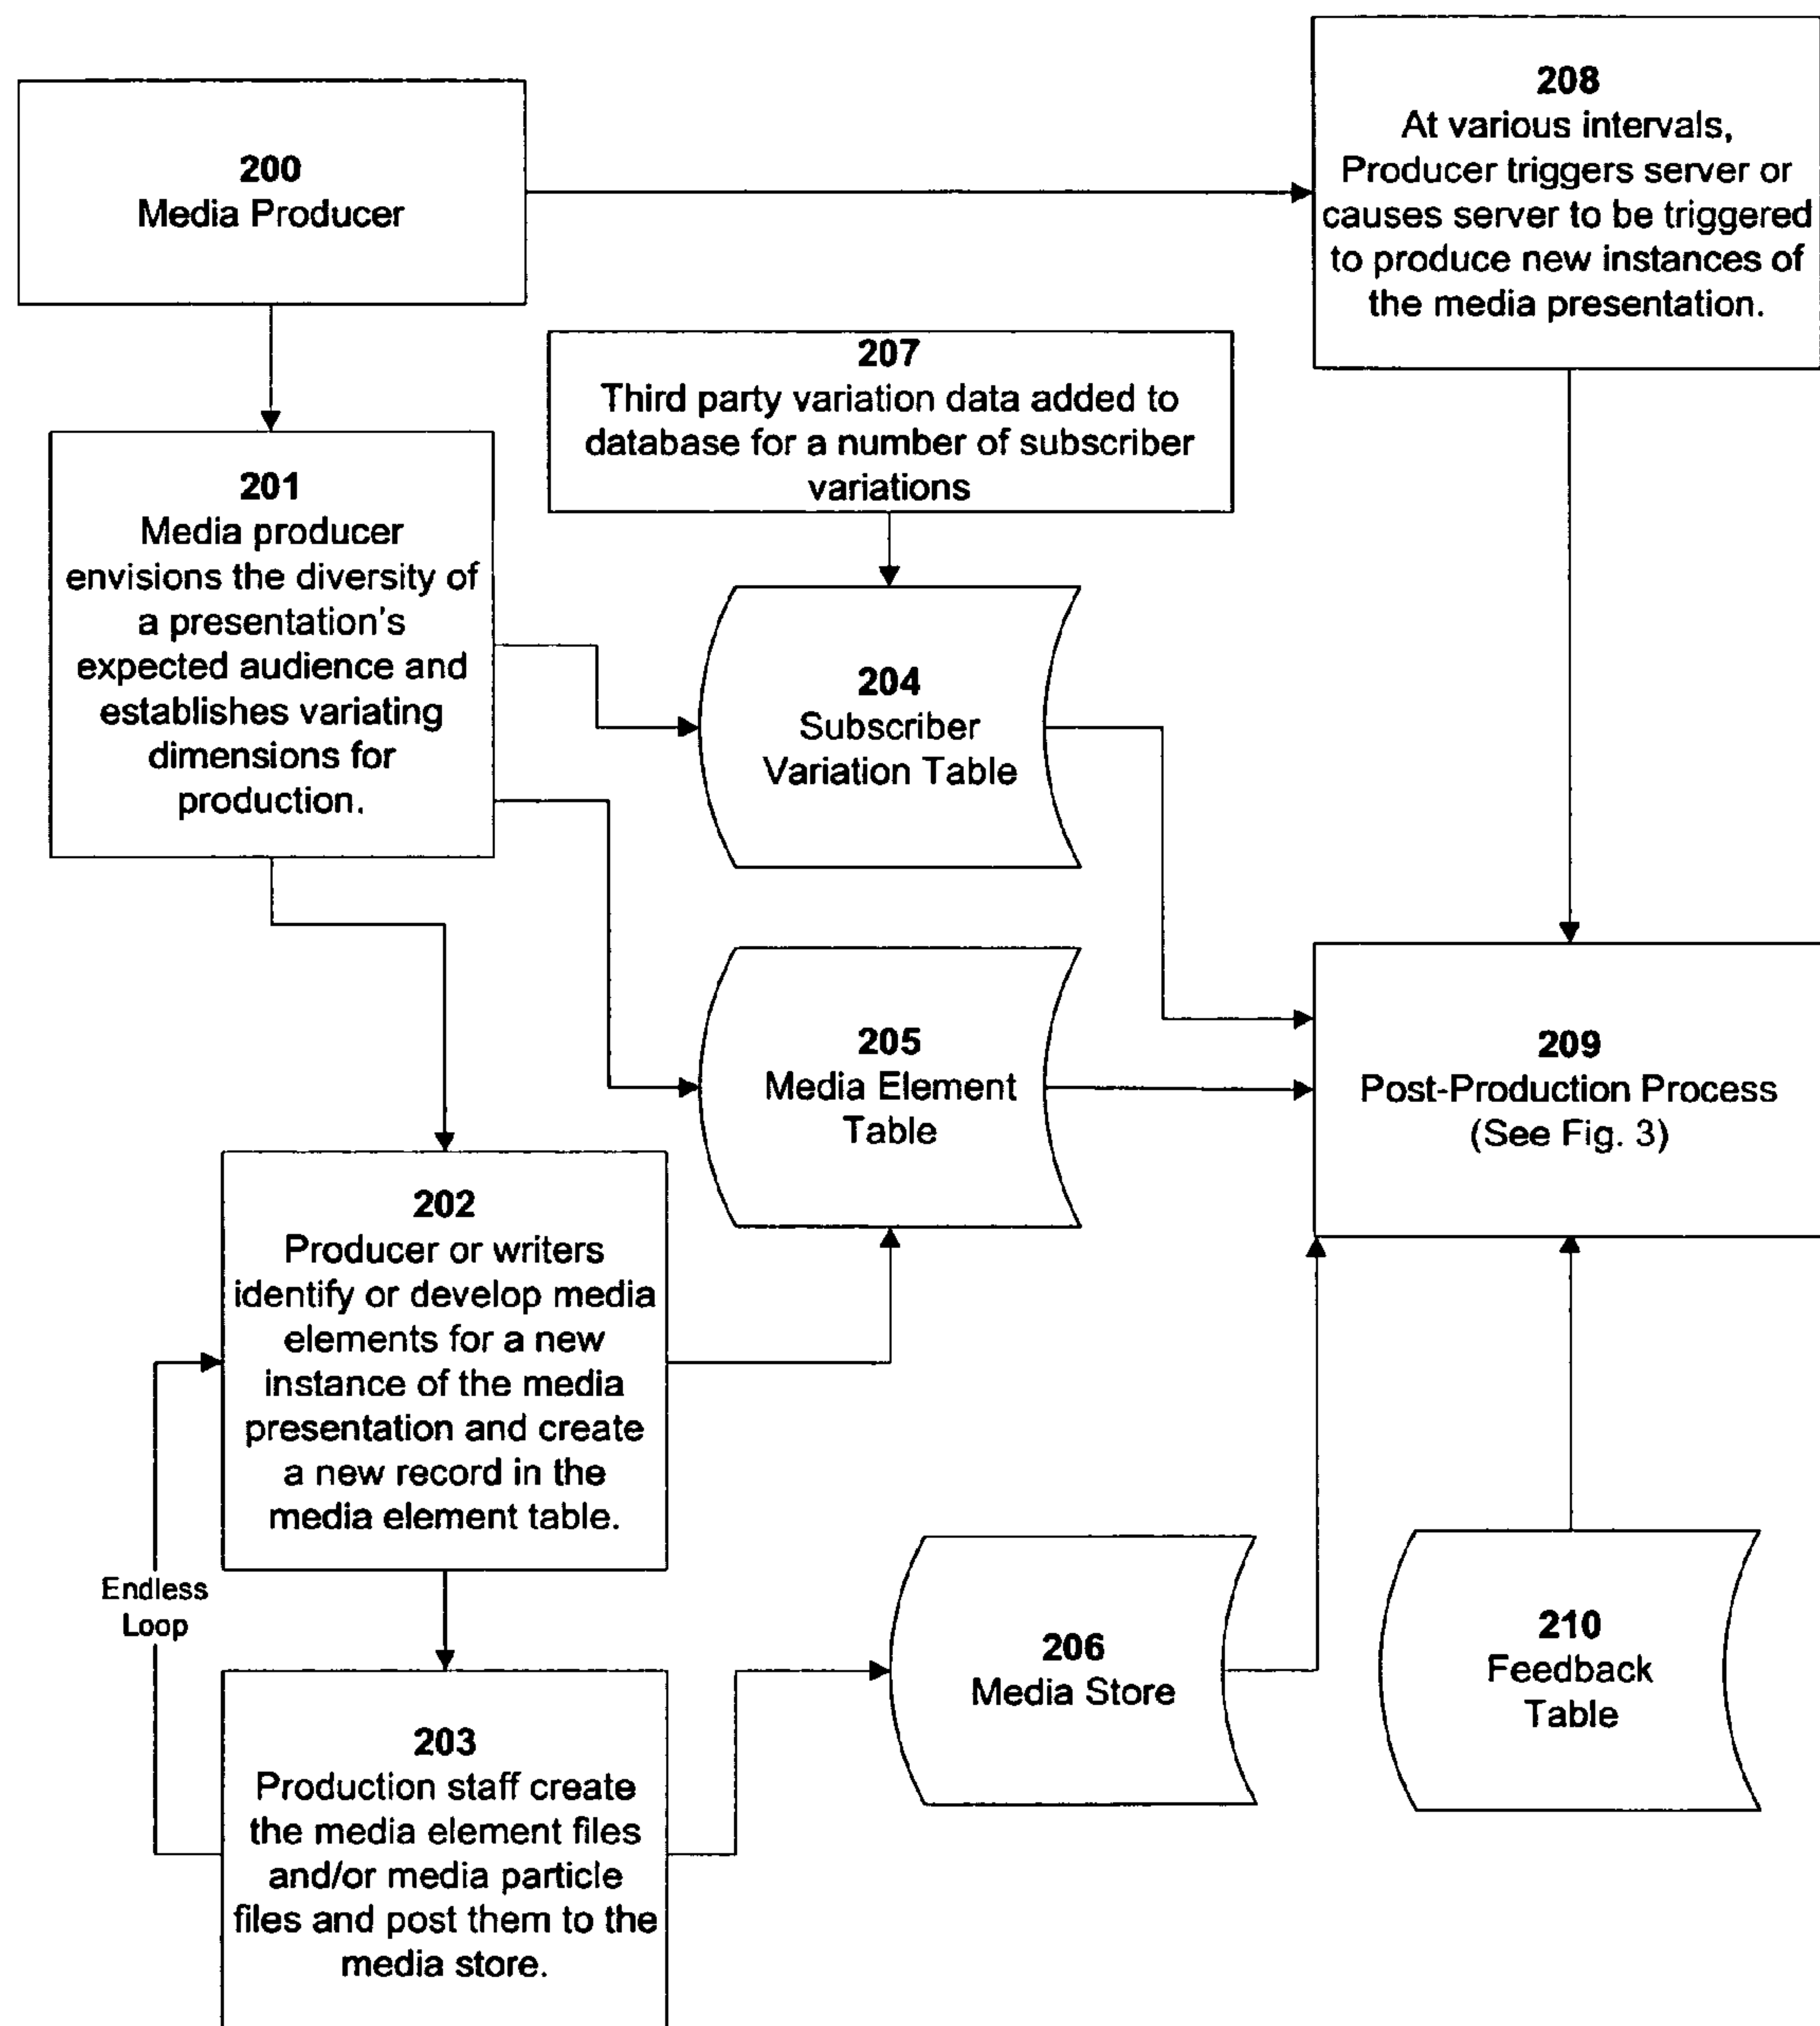 200
Media Producer
208
At various intervals,
Producer triggers server or
causes server to be triggered
to produce new instances of
the media presentation.
207
Third party variation data added to
database for a number of subscriber
variations
201
Media producer
envisions the diversity of
a presentation's
expected audience and
establishes variating
dimensions for
production.
204
Subscriber
Variation Table
205
Media Element
Table
209
Post-Production Process
(See Fig. 3)
202
Producer or writers
identify or develop media
elements for a new
instance of the media
presentation and create
a new record in the
media element table.
Endless
Loop
203
Production staff create
the media element files
and/or media particle
files and post them to the
media store.
206
Media Store
210
Feedback
Table